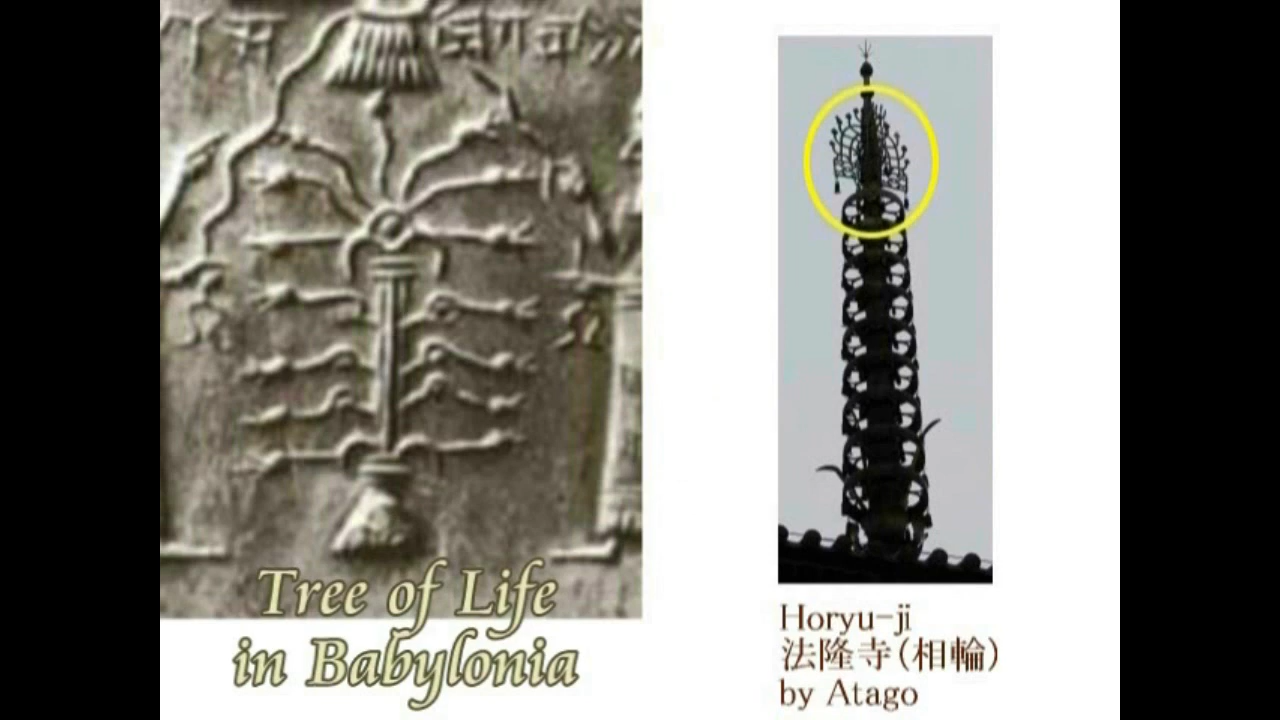 Tree of Life
in Babylonia
Horyu-ji
法隆寺(相輪)
by Atago